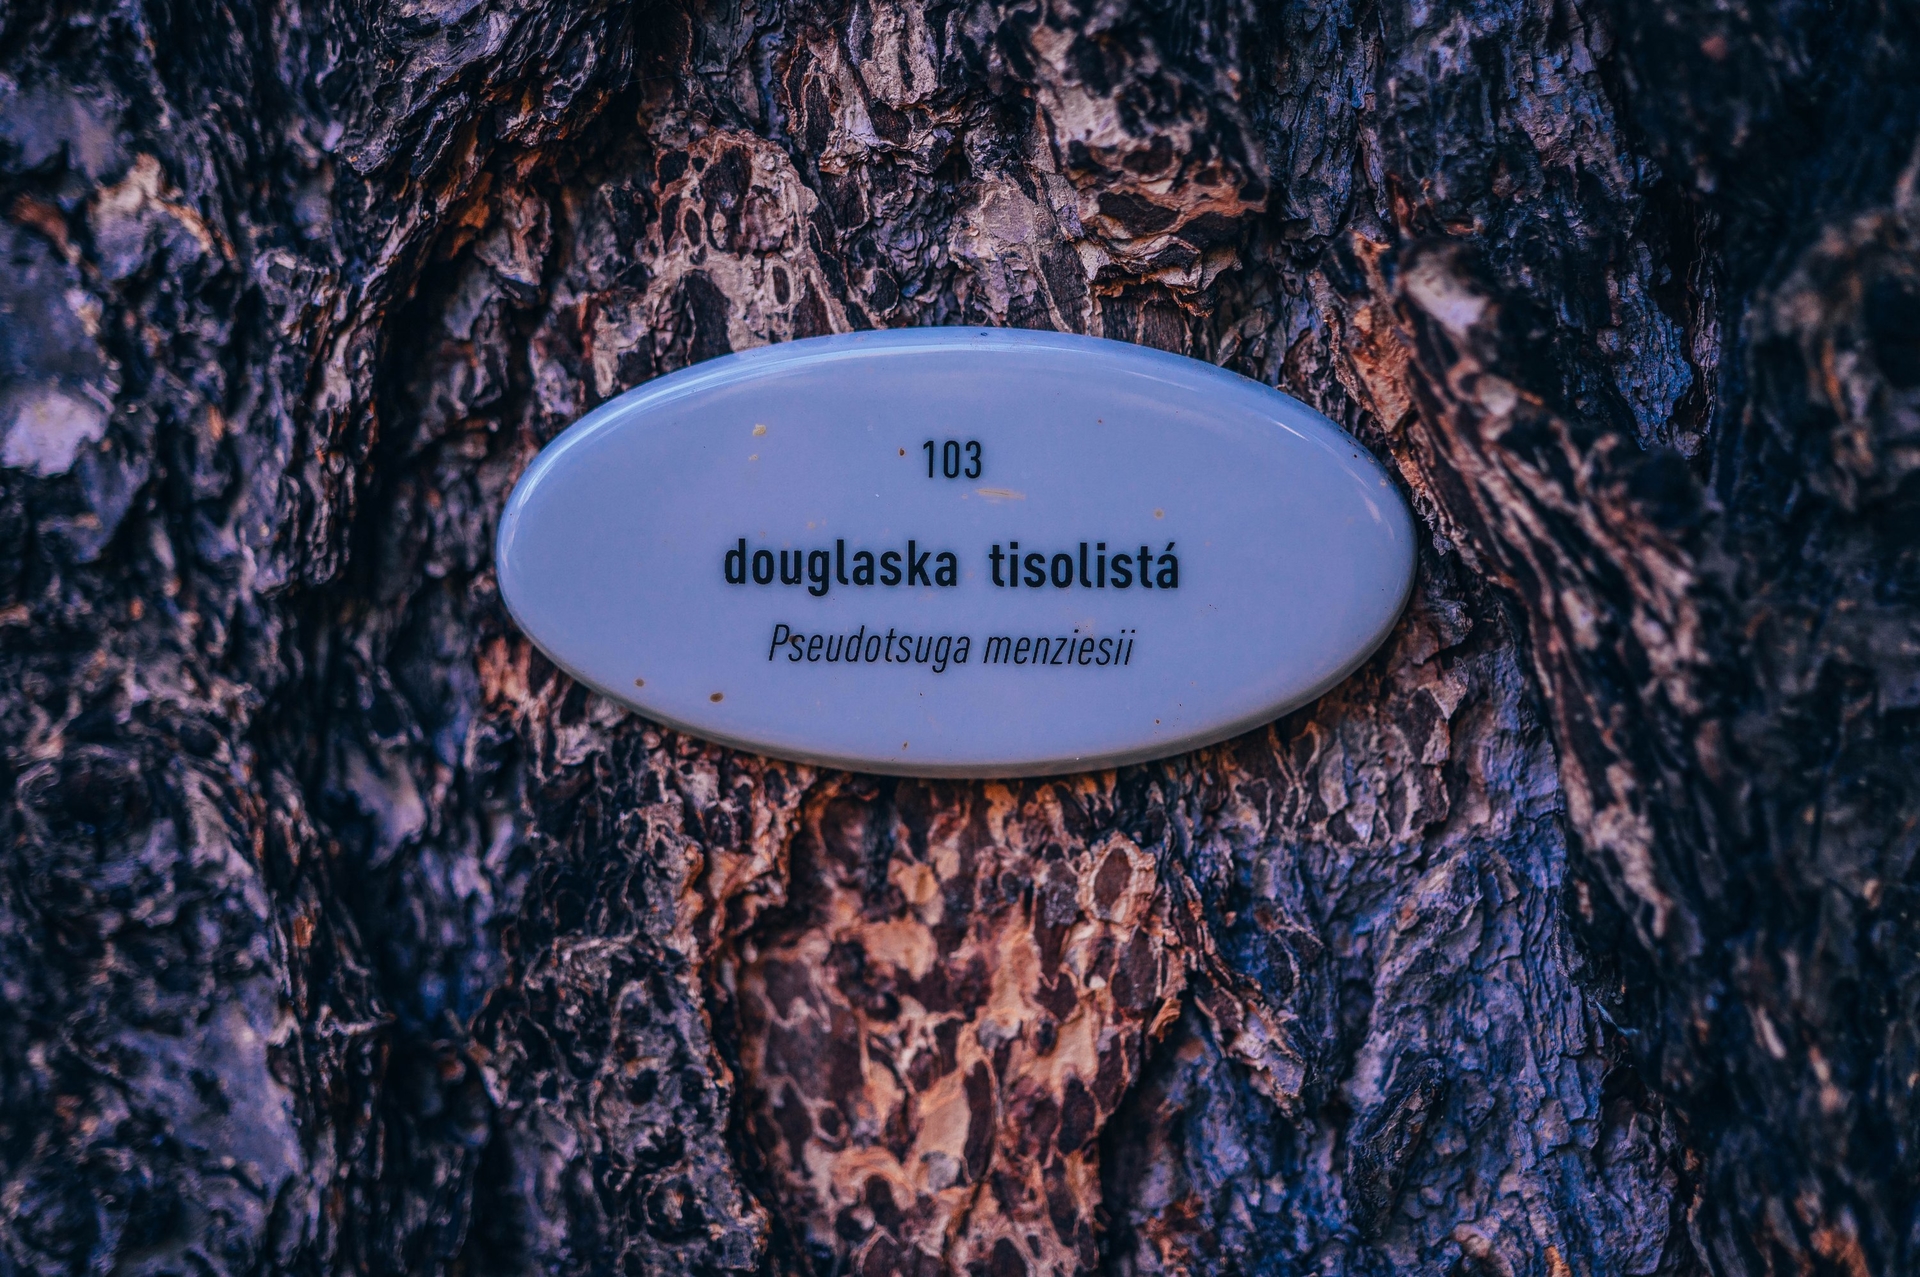 103
douglaska tisolistá
Pseudotsuga menziesii